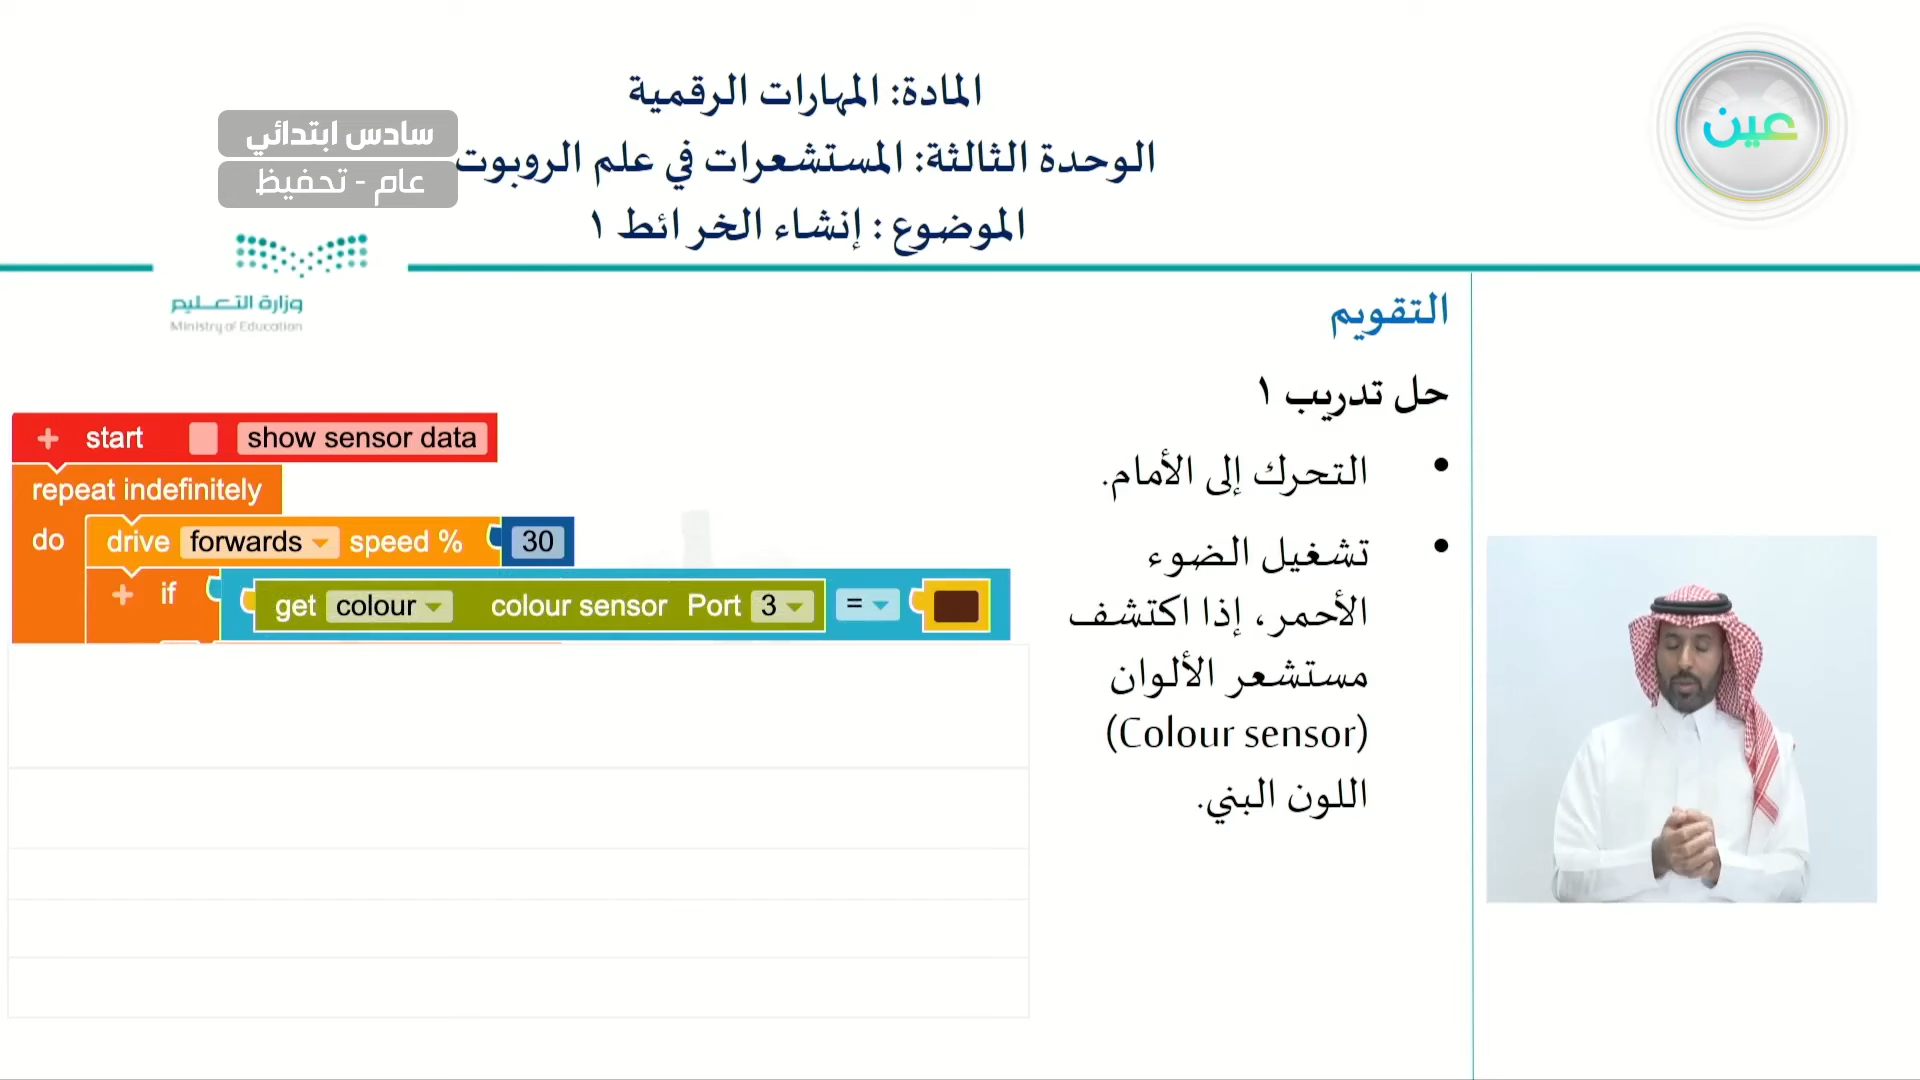 المادة: المهارات الرقمية
الوحدة الثالثة: المستشعرات في علم الروبوت
الموضوع : إنشاء الخرائط ١
سادس ابتدائي
عام - تحفيظ
عين
وزارة التعليم
Ministry of Education
التقويم
حل تدريب ١
• التحرك إلى الأمام.
• تشغيل الضوء
الأحمر، إذا اكتشف
مستشعر الألوان
(Colour sensor)
اللون البني.
+ start show sensor data
repeat indefinitely
do drive forwards speed % 30
+ if get colour colour sensor Port 3 =